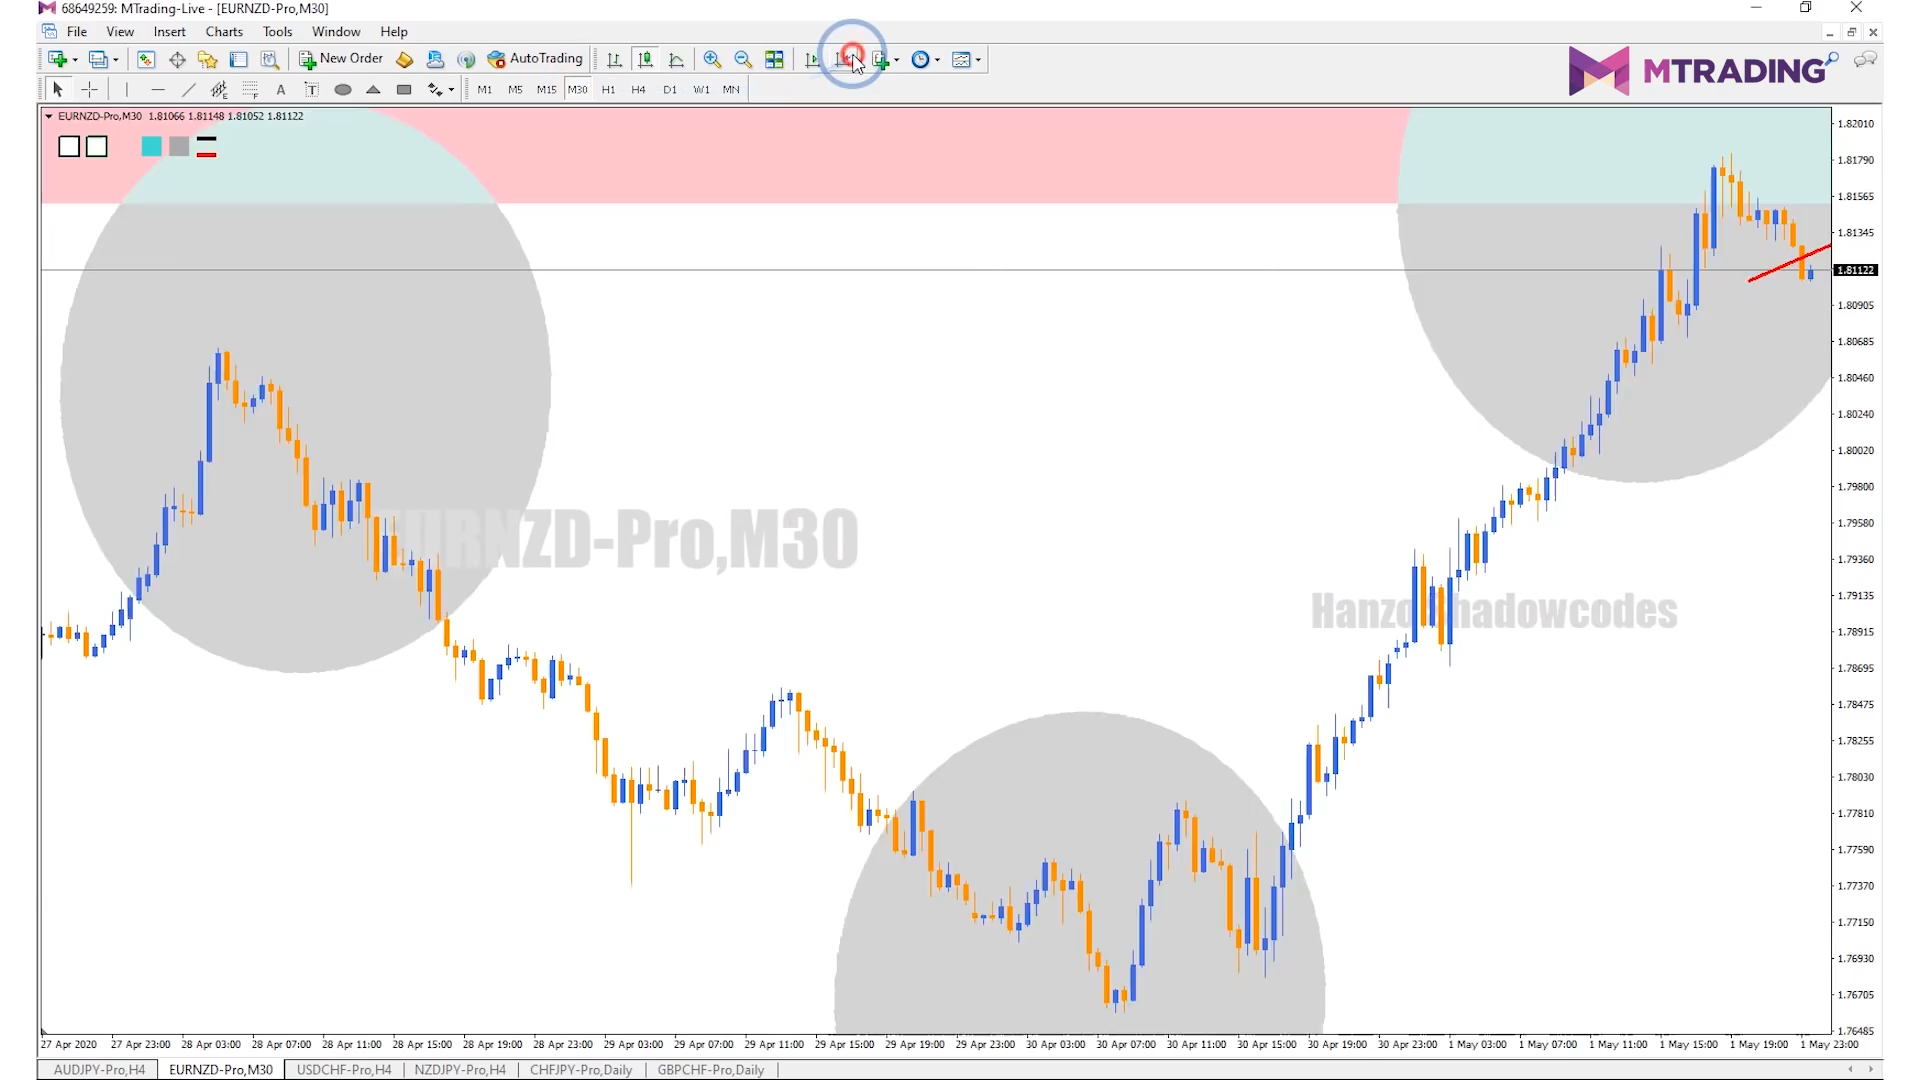 68649259: MTrading-Live - [EURNZD-Pro,M30]
File View Insert Charts Tools Window Help
New Order AutoTrading
MTRADING
A T M1 M5 M15 M30 H1 H4 D1 W1 MN
EURNZD-Pro,M30 1.81066 1.81148 1.81052 1.81122
1.82010
1.81790
1.81565
1.81345
1.81122
1.80905
1.80685
1.80460
1.80240
1.80020
1.79800
1.79580
1.79360
1.79135
1.78915
1.78695
1.78475
1.78255
1.78030
1.77810
1.77590
1.77370
1.77150
1.76930
1.76705
1.76485
EURNZD-Pro,M30
Hanzo Shadowcodes
27 Apr 2020 27 Apr 23:00 28 Apr 03:00 28 Apr 07:00 28 Apr 11:00 28 Apr 15:00 28 Apr 19:00 28 Apr 23:00 29 Apr 03:00 29 Apr 07:00 29 Apr 11:00 29 Apr 15:00 29 Apr 19:00 29 Apr 23:00 30 Apr 03:00 30 Apr 07:00 30 Apr 11:00 30 Apr 15:00 30 Apr 19:00 30 Apr 23:00 1 May 03:00 1 May 07:00 1 May 11:00 1 May 15:00 1 May 19:00 1 May 23:00
AUDJPY-Pro,H4 EURNZD-Pro,M30 USDCHF-Pro,H4 NZDJPY-Pro,H4 CHFJPY-Pro,Daily GBPCHF-Pro,Daily